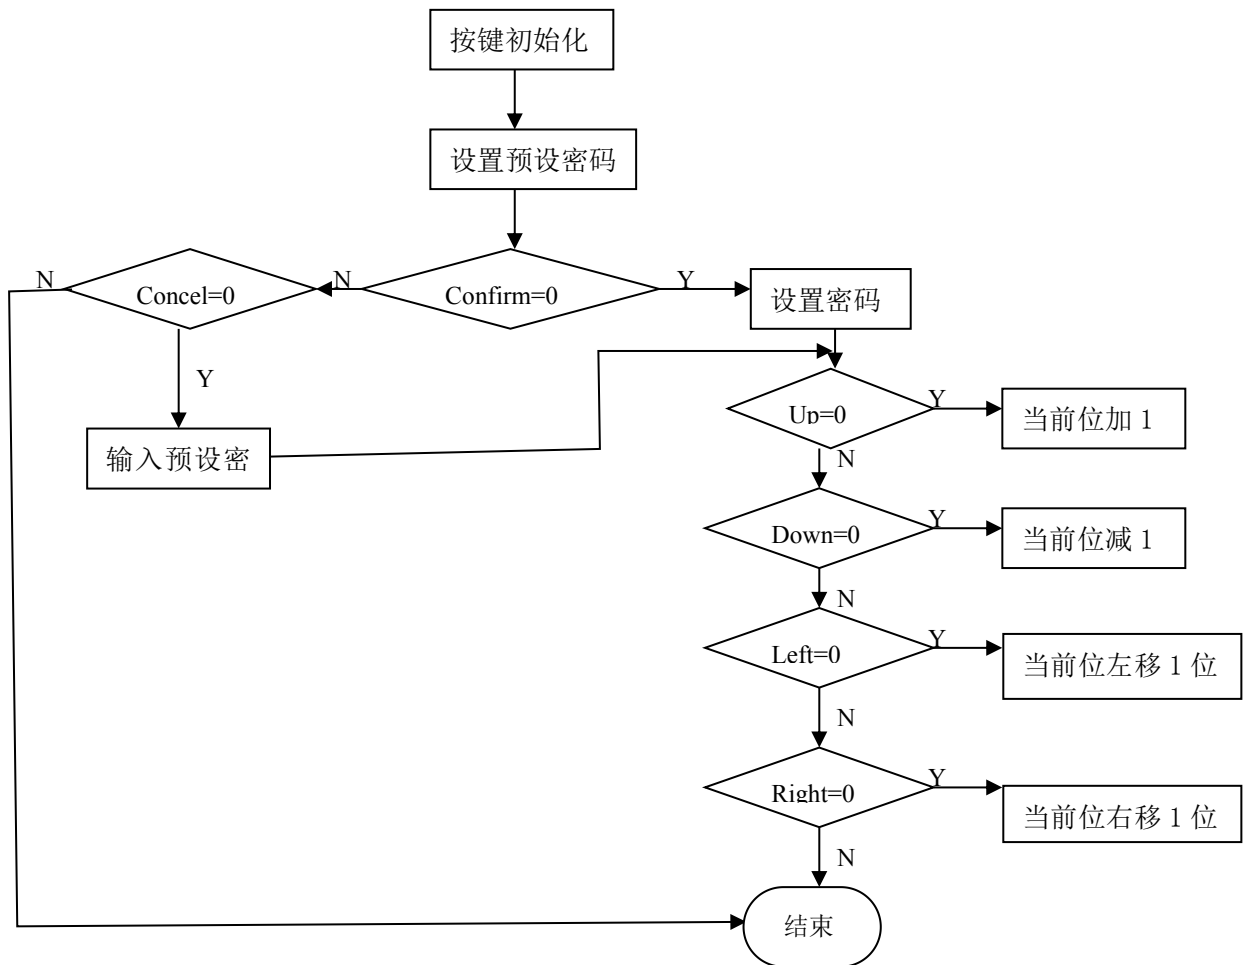 按键初始化
设置预设密码
N
Concel=0
N
Confirm=0
Y
设置密码
Y
输入预设密
Up=0
Y
当前位加 1
N
Down=0
Y
当前位减 1
N
Left=0
Y
当前位左移 1 位
N
Right=0
Y
当前位右移 1 位
N
结束